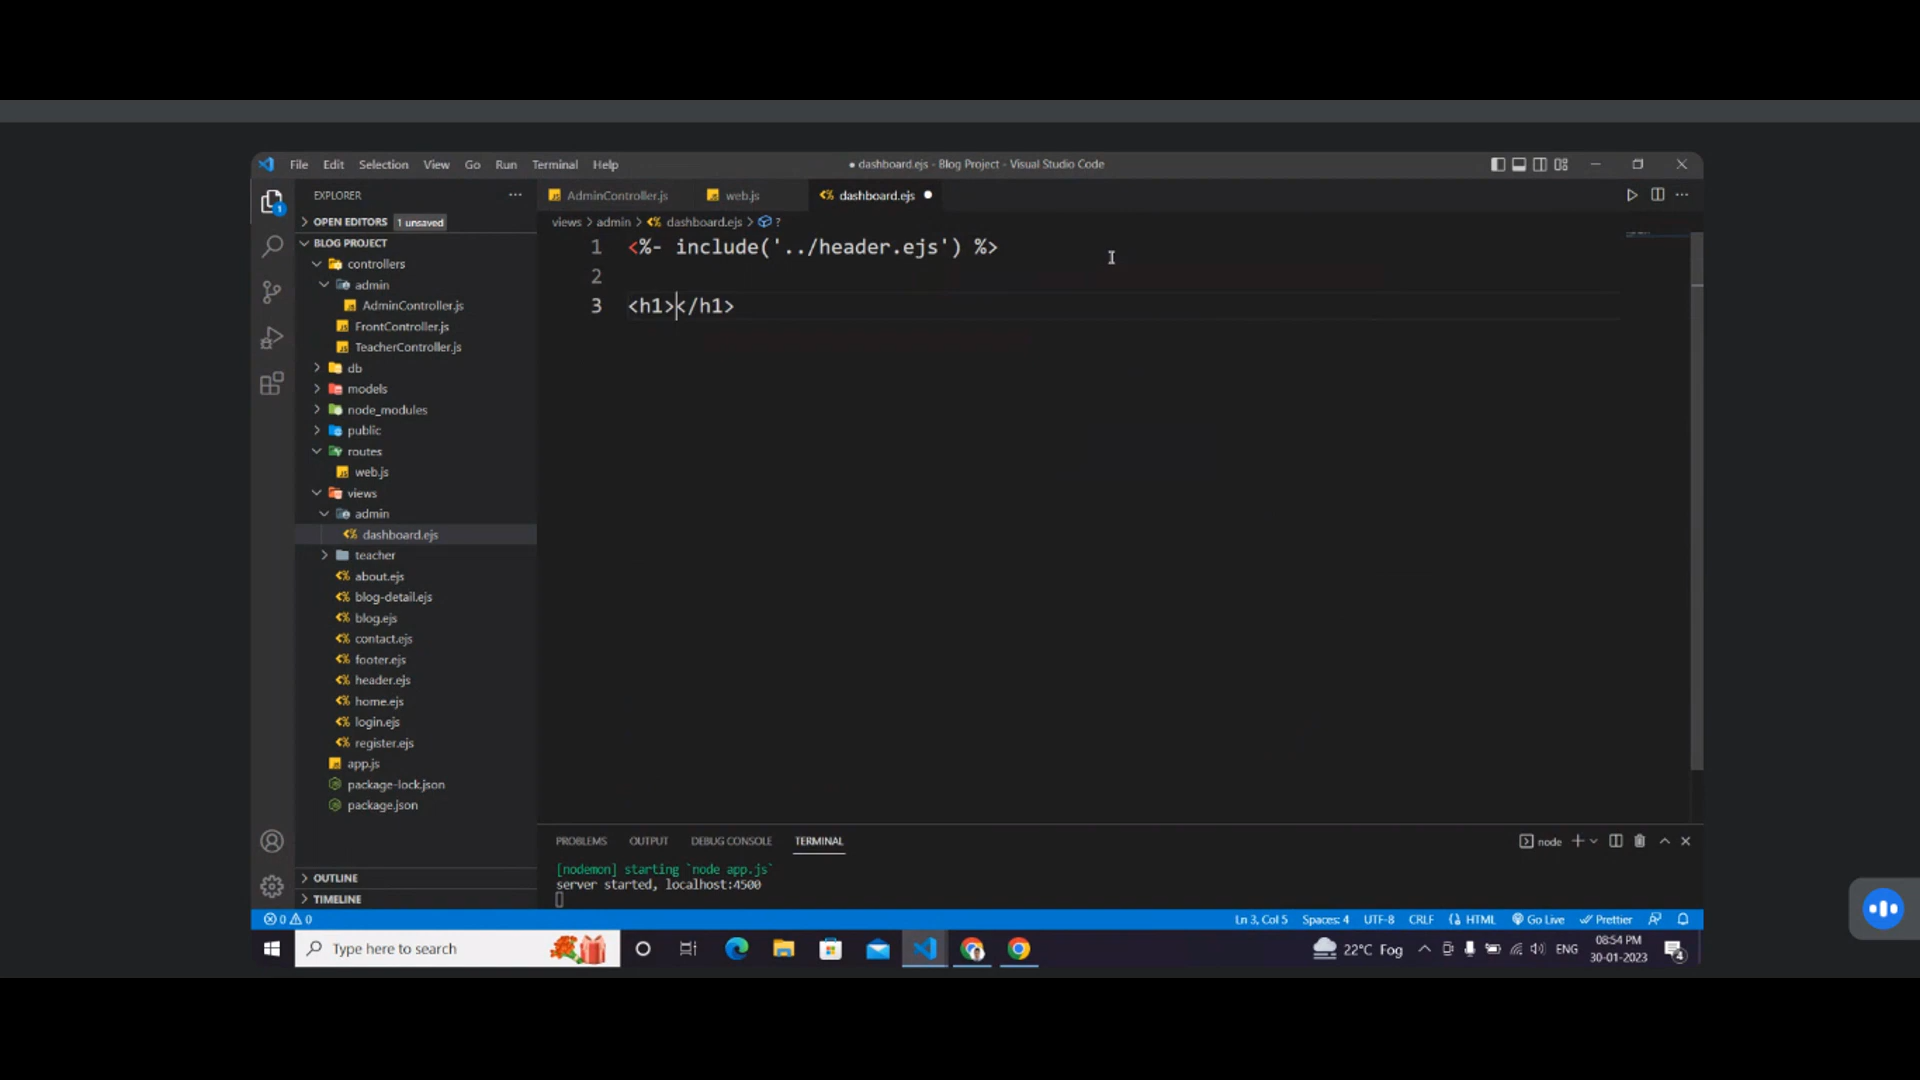 File Edit Selection View Go Run Terminal Help
● dashboard.ejs - Blog Project - Visual Studio Code
EXPLORER
AdminController.js
web.js
dashboard.ejs
OPEN EDITORS 1 unsaved
views > admin > dashboard.ejs > ?
BLOG PROJECT
controllers
admin
AdminController.js
FrontController.js
TeacherController.js
db
models
node_modules
public
routes
web.js
views
admin
dashboard.ejs
teacher
about.ejs
blog-detail.ejs
blog.ejs
contact.ejs
footer.ejs
header.ejs
home.ejs
login.ejs
register.ejs
app.js
package-lock.json
package.json
OUTLINE
TIMELINE
1 <%- include('../header.ejs') %>
2
3 <h1></h1>
PROBLEMS OUTPUT DEBUG CONSOLE TERMINAL
node
[nodemon] starting `node app.js`
server started, localhost:4500
0 0
Ln 3, Col 5 Spaces: 4 UTF-8 CRLF HTML Go Live Prettier
Type here to search
22°C Fog
ENG
08:54 PM
30-01-2023
4
1